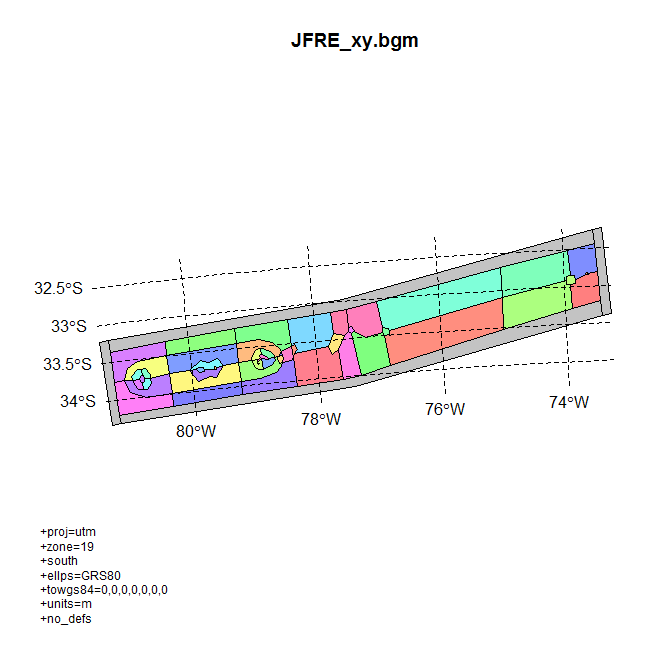 JFRE_xy.bgm
32.5°S
33°S
33.5°S
34°S
80°W
78°W
76°W
74°W
+proj=utm
+zone=19
+south
+ellps=GRS80
+towgs84=0,0,0,0,0,0,0
+units=m
+no_defs